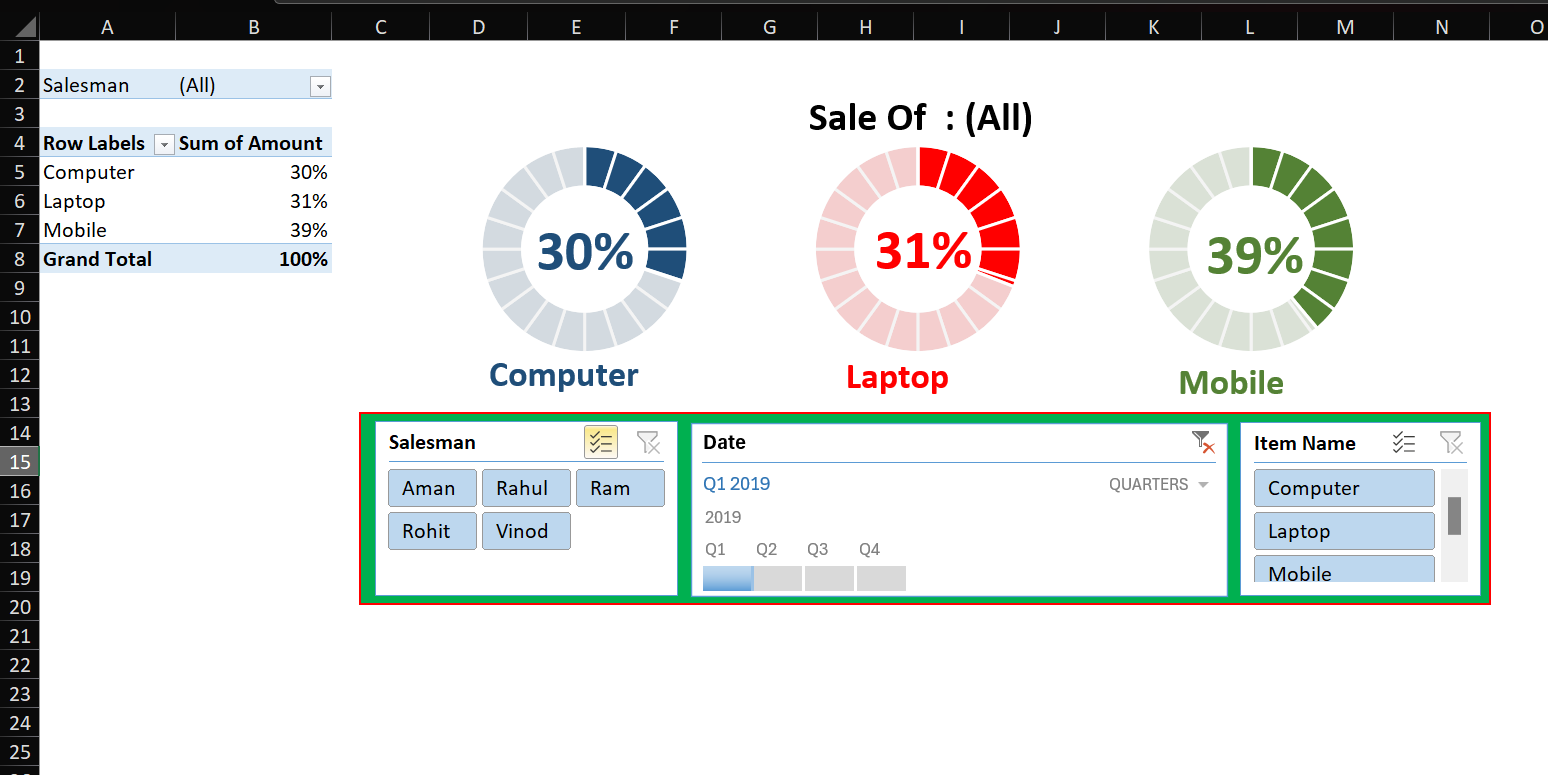 A B C D E F G H I J K L M N O
1
2 Salesman (All)
3
Sale Of : (All)
4 Row Labels Sum of Amount
5 Computer 30%
6 Laptop 31%
7 Mobile 39%
8 Grand Total 100%
30% 31% 39%
9
10
11
12
Computer Laptop Mobile
13
14
15
16
17
18
19
20
21
22
23
24
25
Salesman
Aman Rahul Ram
Rohit Vinod
Date
Q1 2019 QUARTERS
2019
Q1 Q2 Q3 Q4
Item Name
Computer
Laptop
Mobile